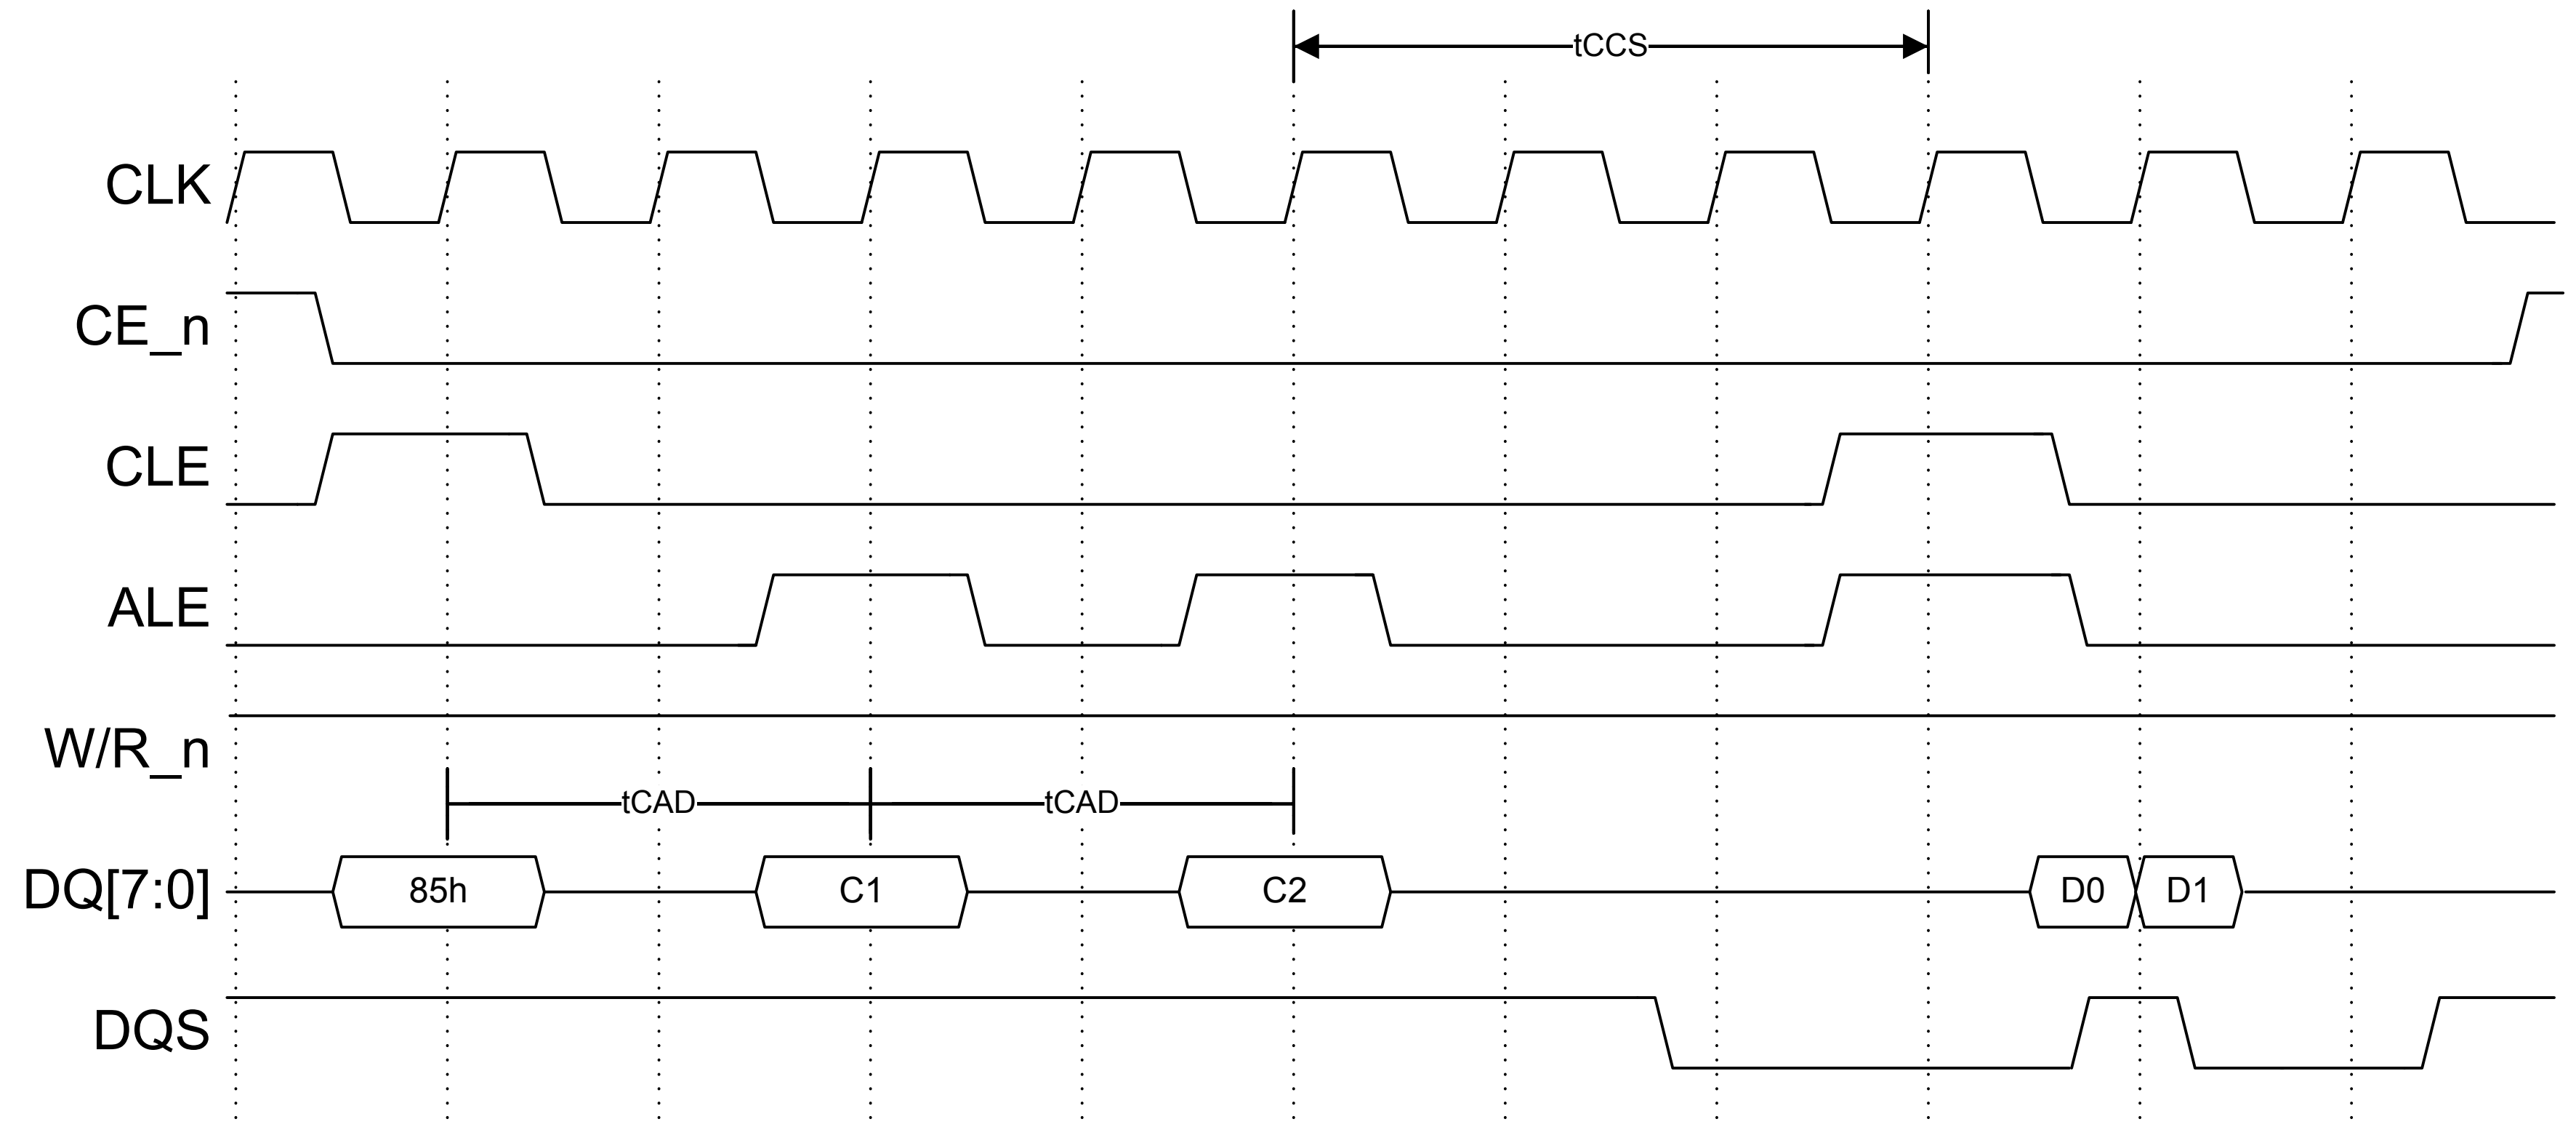 tCCS
CLK
CE_n
CLE
ALE
W/R_n
tCAD tCAD
DQ[7:0] 85h C1 C2 D0 D1
DQS